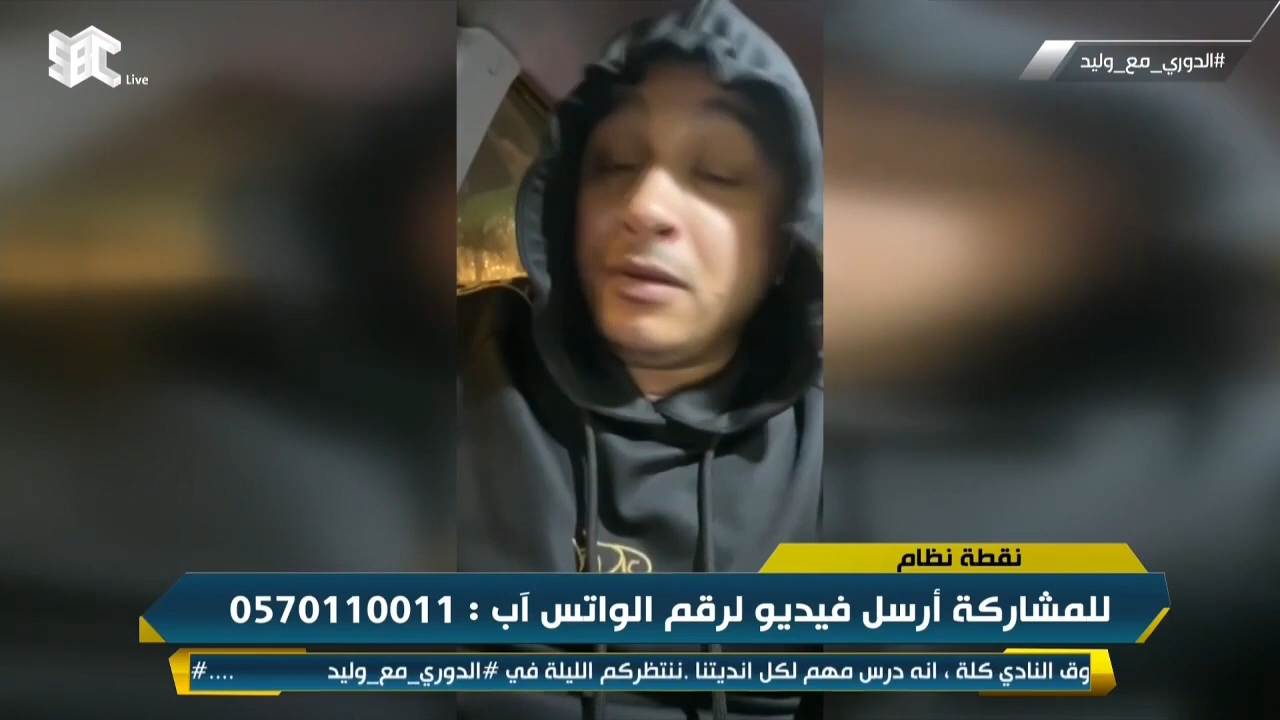 SBC Live
#الدوري_مع_وليد
نقطة نظام
للمشاركة أرسل فيديو لرقم الواتس آب : 0570110011
وق النادي كلة ، انه درس مهم لكل انديتنا .ننتظركم الليلة في #الدوري_مع_وليد #....